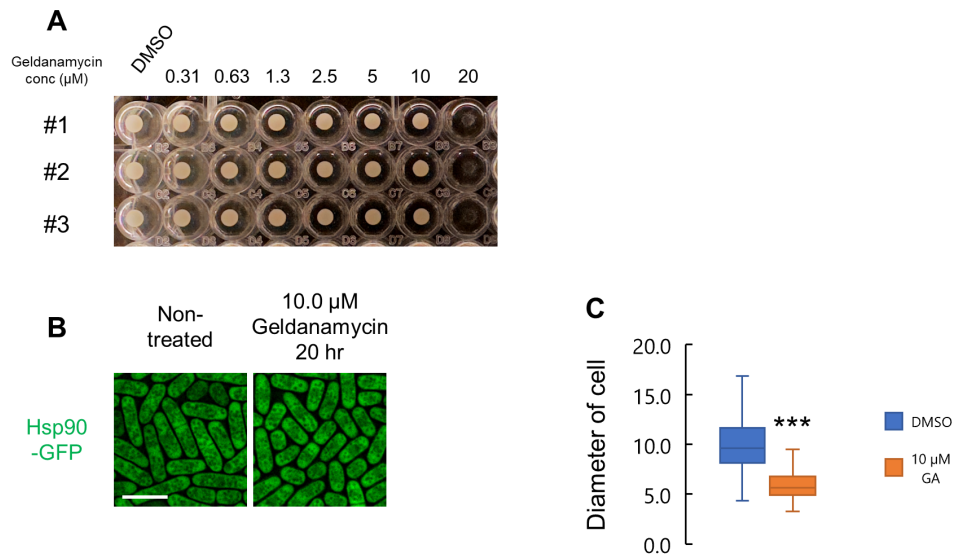 A
Geldanamycin
conc (µM)
DMSO
0.31 0.63 1.3 2.5 5 10 20
#1
#2
#3
B
Non-
treated
10.0 µM
Geldanamycin
20 hr
Hsp90
-GFP
C
Diameter of cell
20.0
15.0
10.0
5.0
0.0
***
DMSO
10 µM
GA